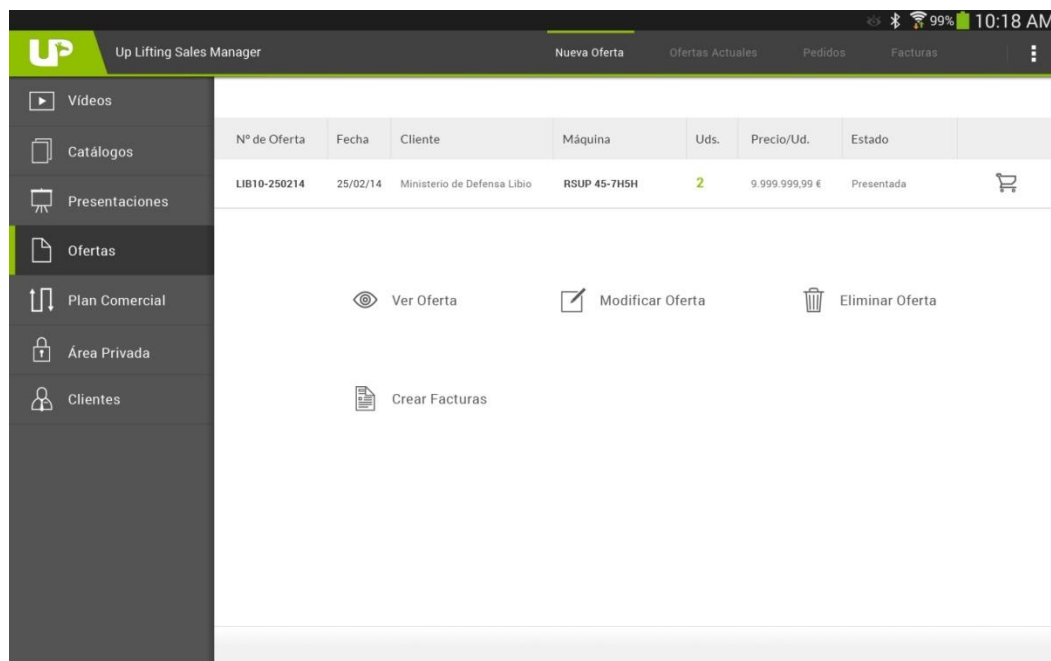 99% 10:18 AM
UP Up Lifting Sales Manager Nueva Oferta Ofertas Actuales Pedidos Facturas
Vídeos
Catálogos
Presentaciones
Ofertas
Plan Comercial
Área Privada
Clientes
Nº de Oferta Fecha Cliente Máquina Uds. Precio/Ud. Estado
LIB10-250214 25/02/14 Ministerio de Defensa Libio RSUP 45-7H5H 2 9.999.999,99 € Presentada
Ver Oferta Modificar Oferta Eliminar Oferta
Crear Facturas